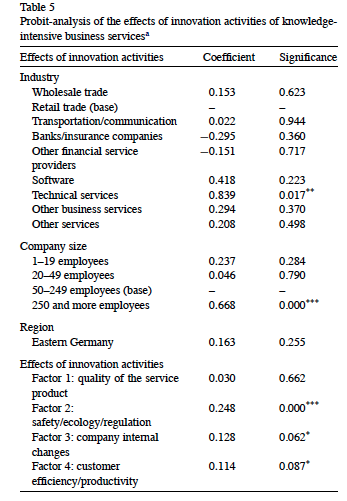 Table 5
Probit-analysis of the effects of innovation activities of knowledge-
intensive business servicesa
Effects of innovation activities Coefficient Significance
Industry
Wholesale trade 0.153 0.623
Retail trade (base) – –
Transportation/communication 0.022 0.944
Banks/insurance companies −0.295 0.360
Other financial service −0.151 0.717
providers
Software 0.418 0.223
Technical services 0.839 0.017**
Other business services 0.294 0.370
Other services 0.208 0.498
Company size
1–19 employees 0.237 0.284
20–49 employees 0.046 0.790
50–249 employees (base) – –
250 and more employees 0.668 0.000***
Region
Eastern Germany 0.163 0.255
Effects of innovation activities
Factor 1: quality of the service 0.030 0.662
product
Factor 2: 0.248 0.000***
safety/ecology/regulation
Factor 3: company internal 0.128 0.062*
changes
Factor 4: customer 0.114 0.087*
efficiency/productivity